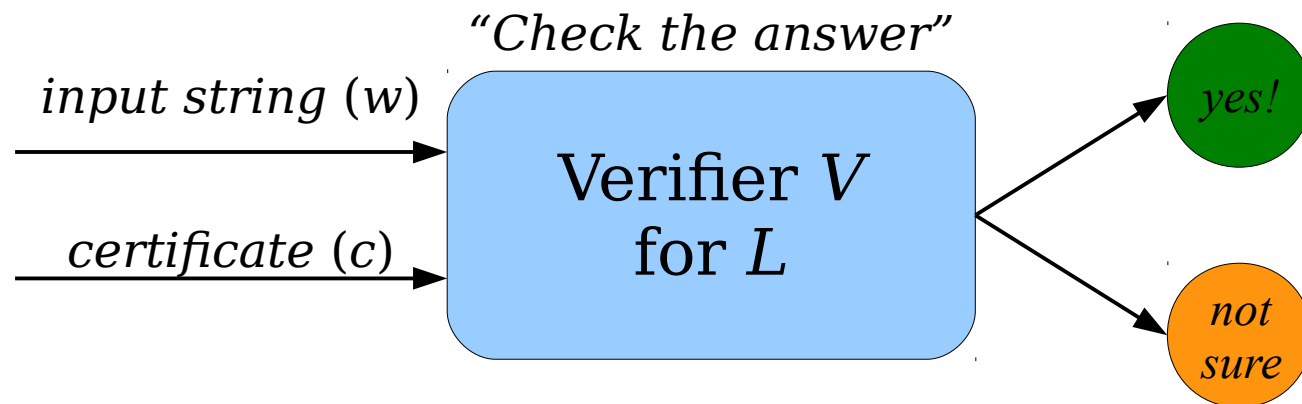 “Check the answer”
input string (w)
certificate (c)
Verifier V
for L
yes!
not
sure